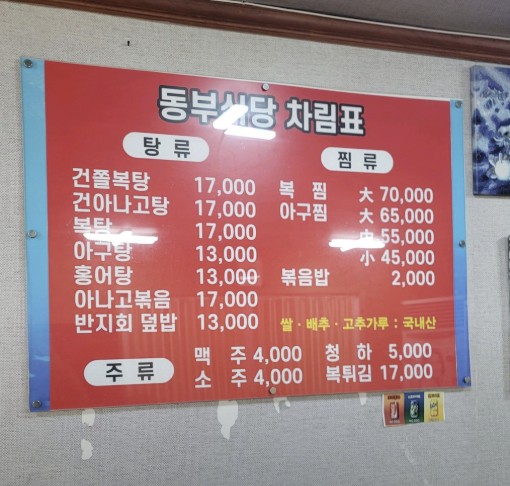 동부식당 차림표
탕 류
건쫄복탕 17,000
건아나고탕 17,000
복탕 17,000
아구탕 13,000
홍어탕 13,000
아나고볶음 17,000
반지회 덮밥 13,000
찜 류
복 찜 大 70,000
아구찜 大 65,000
中 55,000
小 45,000
볶음밥 2,000
쌀 · 배추 · 고추가루 : 국내산
주 류
맥 주 4,000 청 하 5,000
소 주 4,000 복튀김 17,000